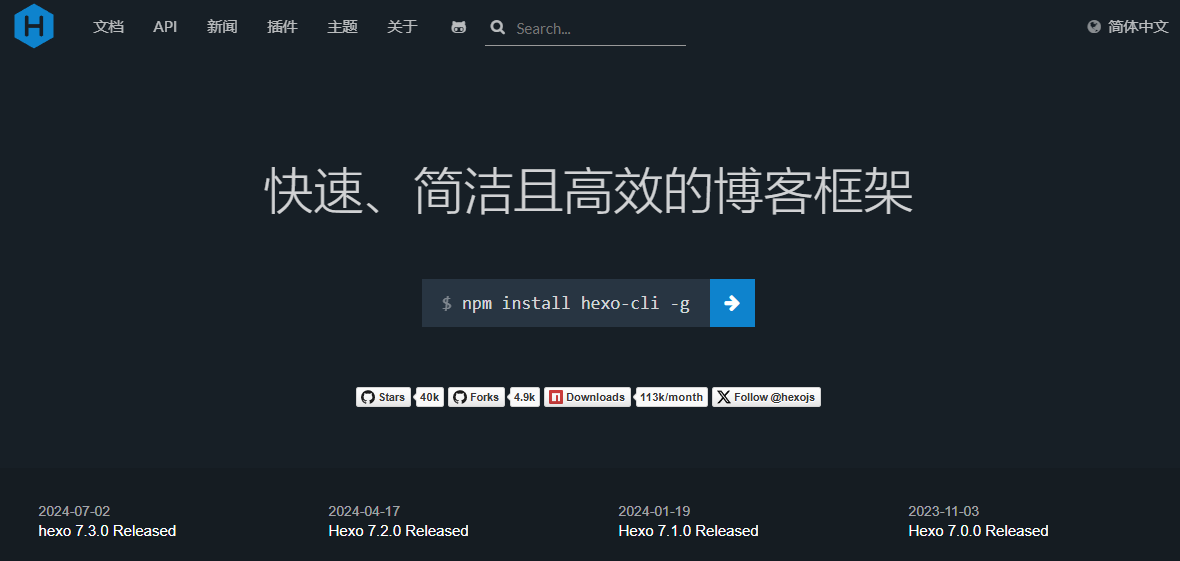 H 文档 API 新闻 插件 主题 关于 Search... 简体中文
快速、简洁且高效的博客框架
$ npm install hexo-cli -g
Stars 40k Forks 4.9k Downloads 113k/month Follow @hexojs
2024-07-02 2024-04-17 2024-01-19 2023-11-03
hexo 7.3.0 Released Hexo 7.2.0 Released Hexo 7.1.0 Released Hexo 7.0.0 Released